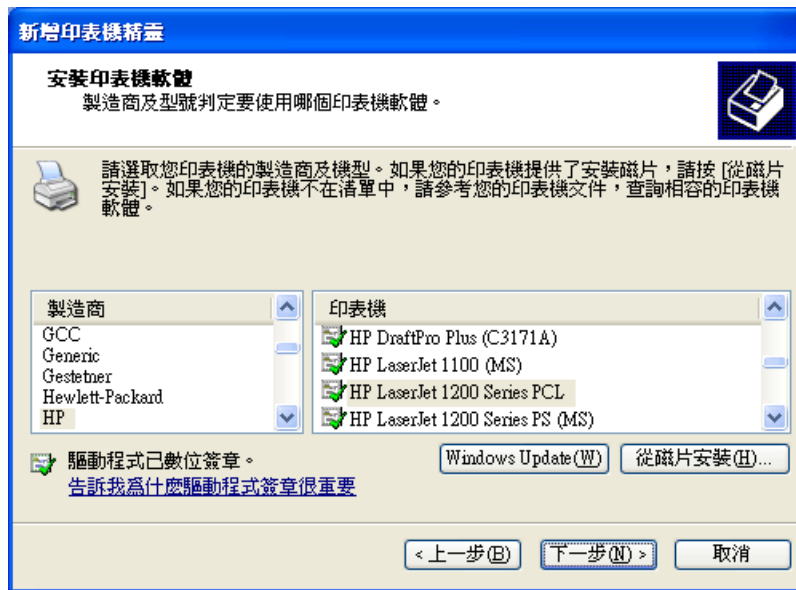 新增印表機精靈
安裝印表機軟體
製造商及型號判定要使用哪個印表機軟體。
請選取您印表機的製造商及機型。如果您的印表機提供了安裝磁片，請按 [從磁片
安裝]。如果您的印表機不在清單中，請參考您的印表機文件，查詢相容的印表機
軟體。
製造商
GCC
Generic
Gestetner
Hewlett-Packard
HP
印表機
HP DraftPro Plus (C3171A)
HP LaserJet 1100 (MS)
HP LaserJet 1200 Series PCL
HP LaserJet 1200 Series PS (MS)
驅動程式已數位簽章。
告訴我爲什麼驅動程式簽章很重要
Windows Update(W)
從磁片安裝(H)...
< 上一步(B)
下一步(N) >
取消